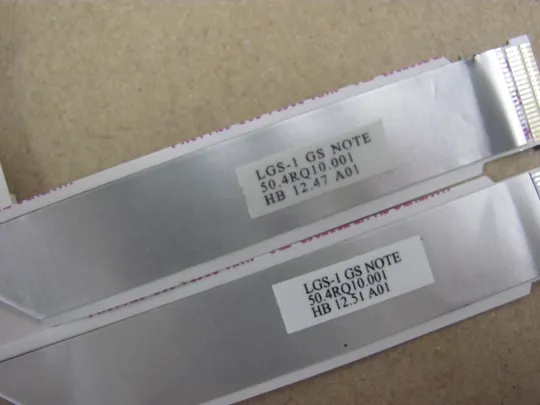 LGS-1 GS NOTE
50.4RQ10.001
HB 12.47 A01
LGS-1 GS NOTE
50.4RQ10.001
HB 12.51 A01